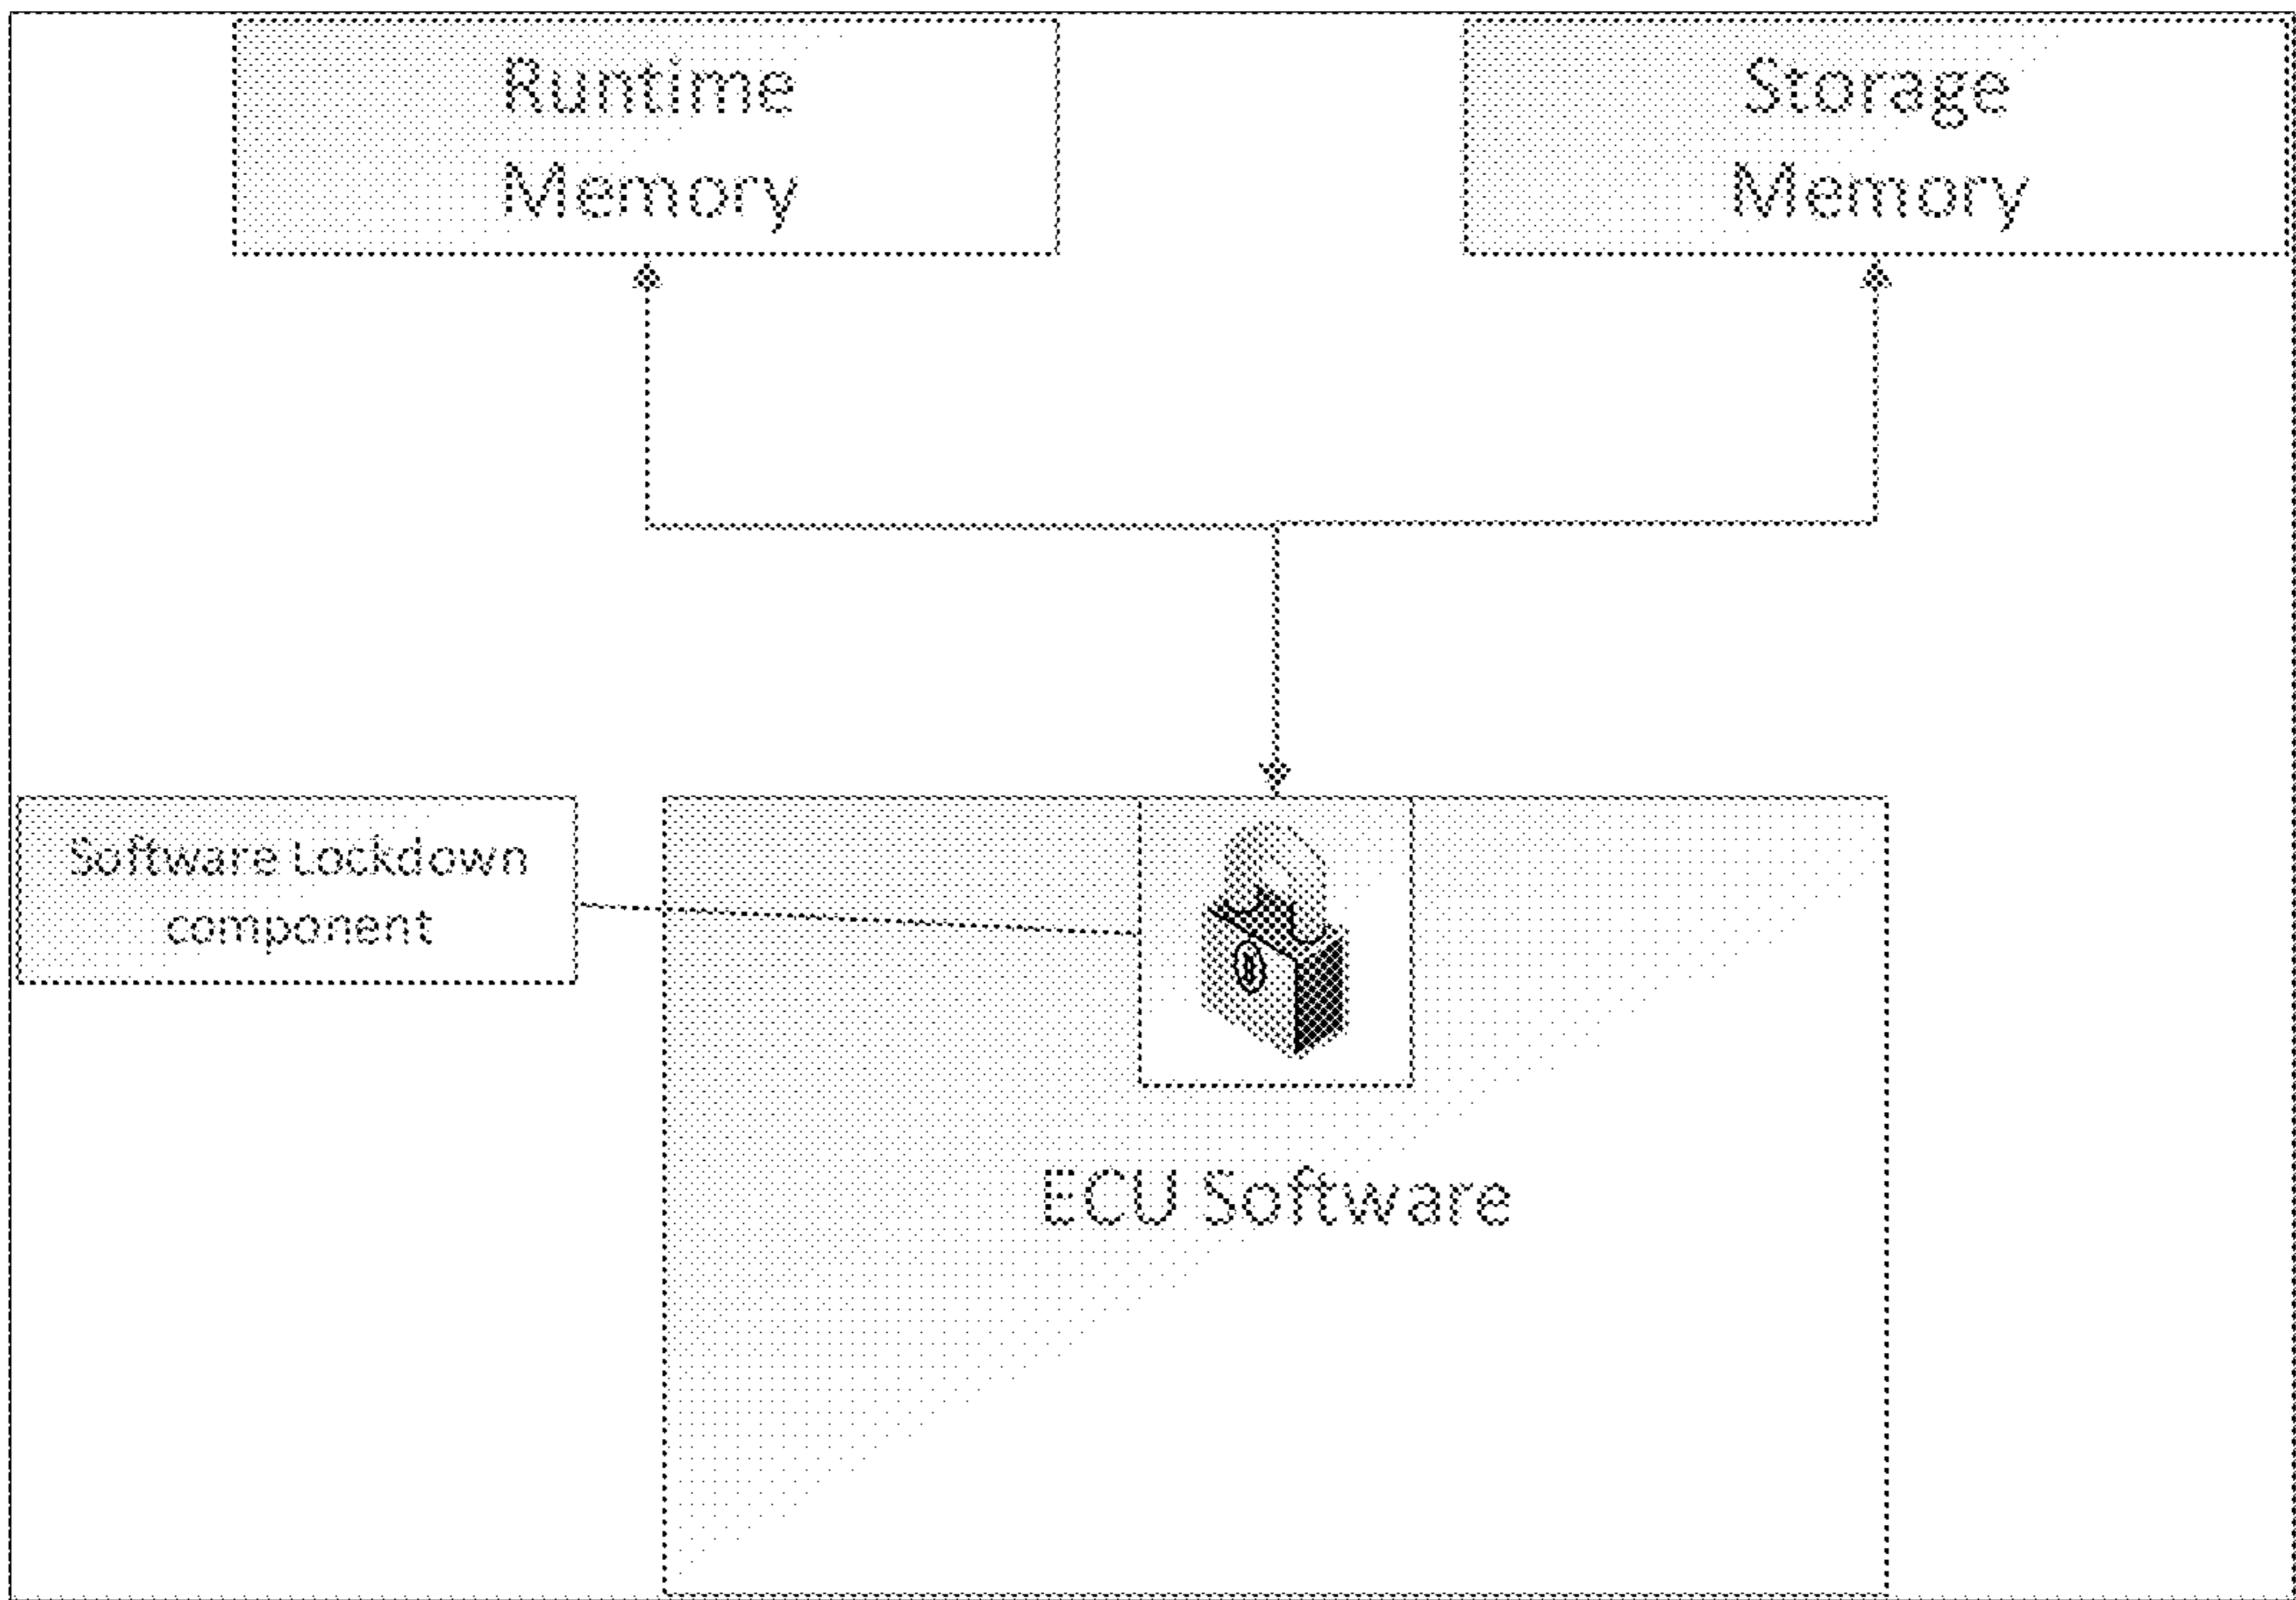 Runtime
Memory
Storage
Memory
Software Lockdown
component
ECU Software